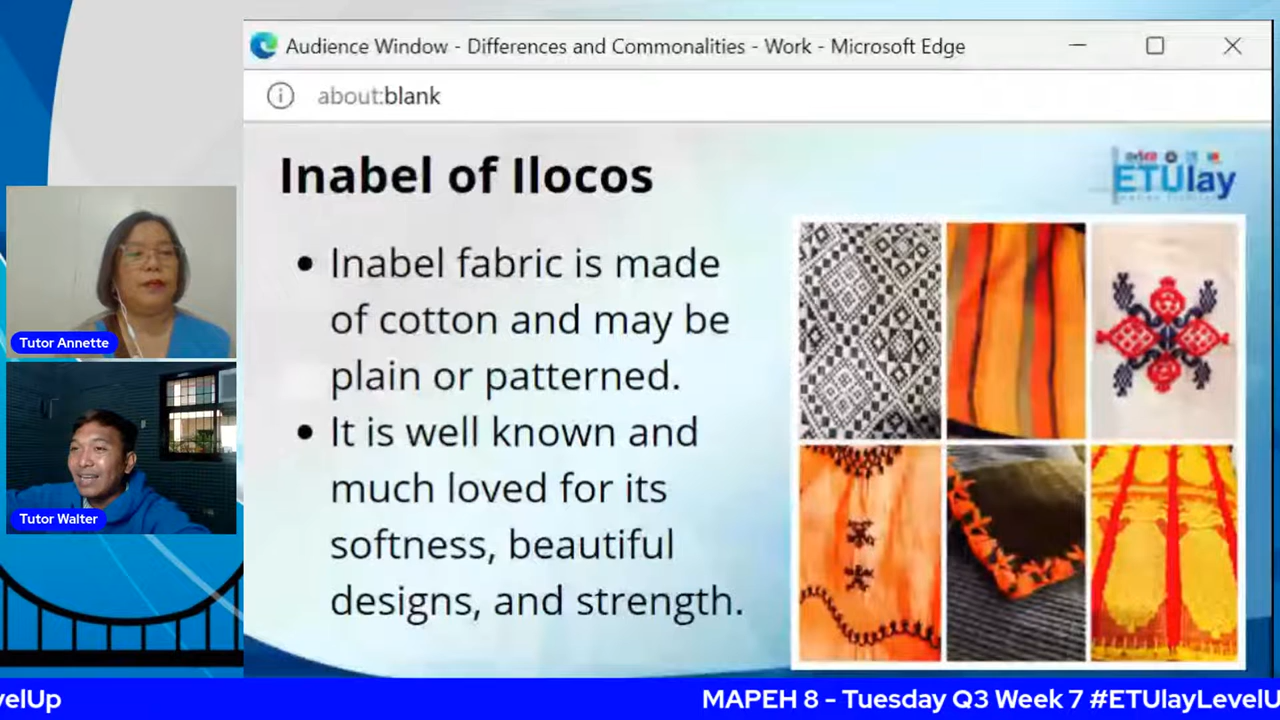 Audience Window - Differences and Commonalities - Work - Microsoft Edge
about:blank
Inabel of Ilocos
ETUlay
• Inabel fabric is made
of cotton and may be
plain or patterned.
• It is well known and
much loved for its
softness, beautiful
designs, and strength.
Tutor Annette
Tutor Walter
velUp
MAPEH 8 - Tuesday Q3 Week 7 #ETUlayLevelU